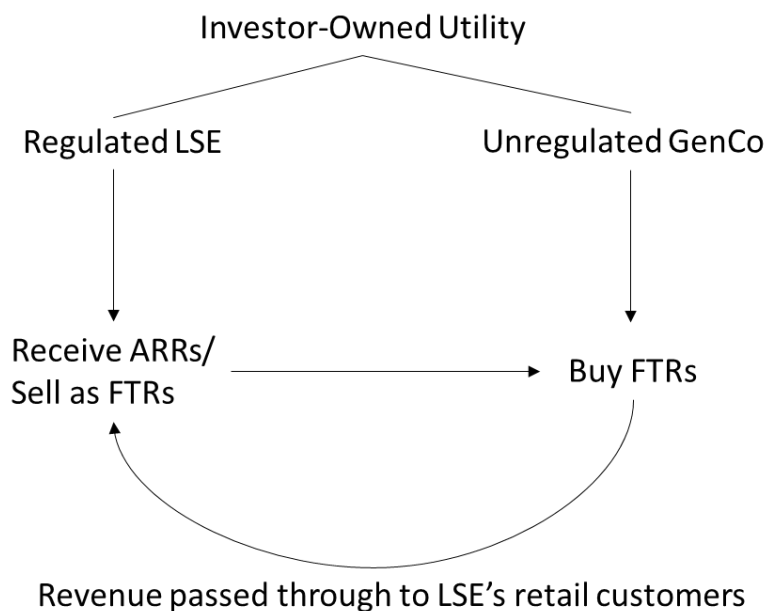 Investor-Owned Utility
Regulated LSE
Unregulated GenCo
Receive ARRs/
Sell as FTRs
Buy FTRs
Revenue passed through to LSE's retail customers